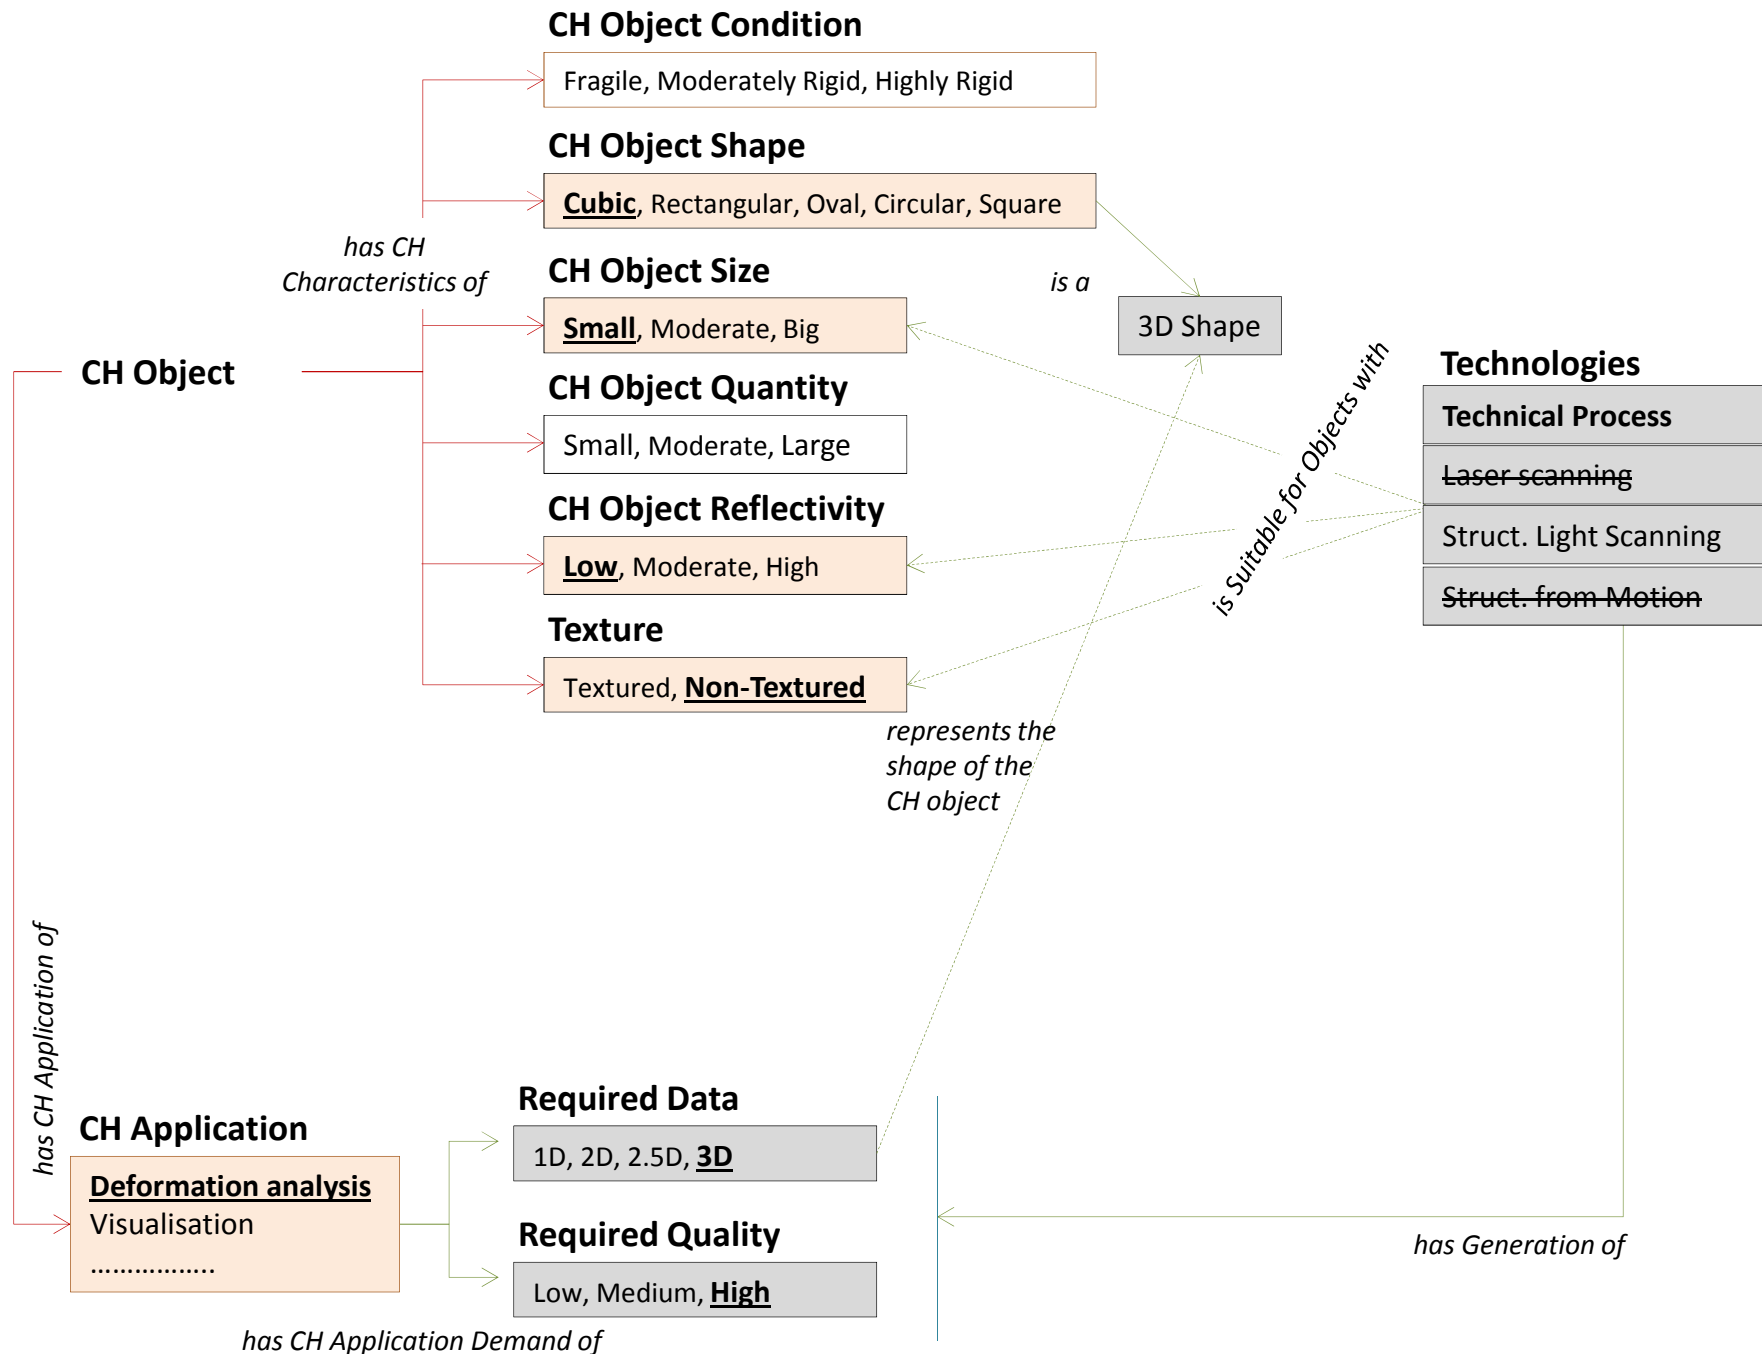 CH Object Condition
Fragile, Moderately Rigid, Highly Rigid
CH Object Shape
Cubic, Rectangular, Oval, Circular, Square
has CH
Characteristics of
CH Object Size
Small, Moderate, Big
is a
3D Shape
CH Object
CH Object Quantity
Small, Moderate, Large
CH Object Reflectivity
Low, Moderate, High
Texture
Textured, Non-Textured
is Suitable for Objects with
Technologies
Technical Process
Laser scanning
Struct. Light Scanning
Struct. from Motion
represents the
shape of the
CH object
has CH Application of
CH Application
Deformation analysis
Visualisation
................
Required Data
1D, 2D, 2.5D, 3D
Required Quality
Low, Medium, High
has Generation of
has CH Application Demand of